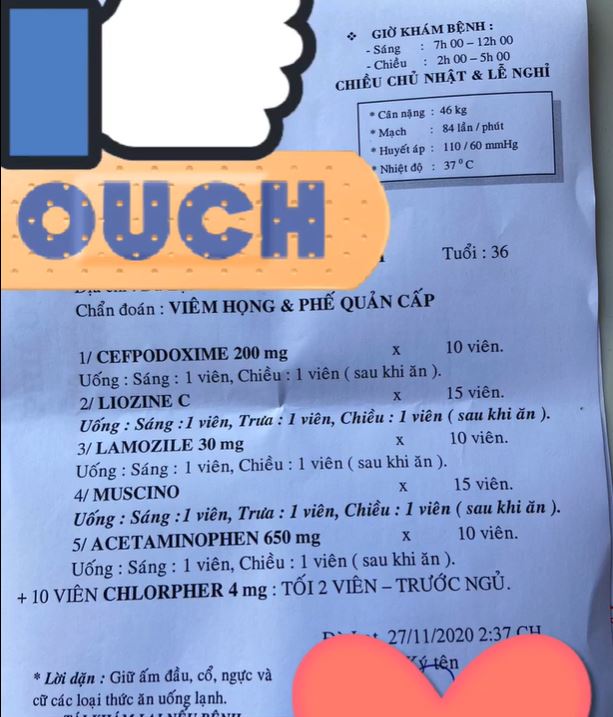 ❖ GIỜ KHÁM BỆNH :
- Sáng : 7h 00 – 12h 00
- Chiều : 2h 00 – 5h 00
CHIỀU CHỦ NHẬT & LỄ NGHỈ
* Cân nặng : 46 kg
* Mạch : 84 lần / phút
* Huyết áp : 110 / 60 mmHg
* Nhiệt độ : 37 ⁰ C
OUCH
Tuổi : 36
Chẩn đoán : VIÊM HỌNG & PHẾ QUẢN CẤP
1/ CEFPODOXIME 200 mg x 10 viên.
Uống : Sáng : 1 viên, Chiều : 1 viên ( sau khi ăn ).
2/ LIOZINE C x 15 viên.
Uống : Sáng : 1 viên, Trưa : 1 viên, Chiều : 1 viên ( sau khi ăn ).
3/ LAMOZILE 30 mg x 10 viên.
Uống : Sáng : 1 viên, Chiều : 1 viên ( sau khi ăn ).
4/ MUSCINO x 15 viên.
Uống : Sáng : 1 viên, Trưa : 1 viên, Chiều : 1 viên ( sau khi ăn ).
5/ ACETAMINOPHEN 650 mg x 10 viên.
Uống : Sáng : 1 viên, Chiều : 1 viên ( sau khi ăn ).
+ 10 VIÊN CHLORPHER 4 mg : TỐI 2 VIÊN – TRƯỚC NGỦ.
27/11/2020 2:37 CH
Ký tên
* Lời dặn : Giữ ấm đầu, cổ, ngực và
cữ các loại thức ăn uống lạnh.